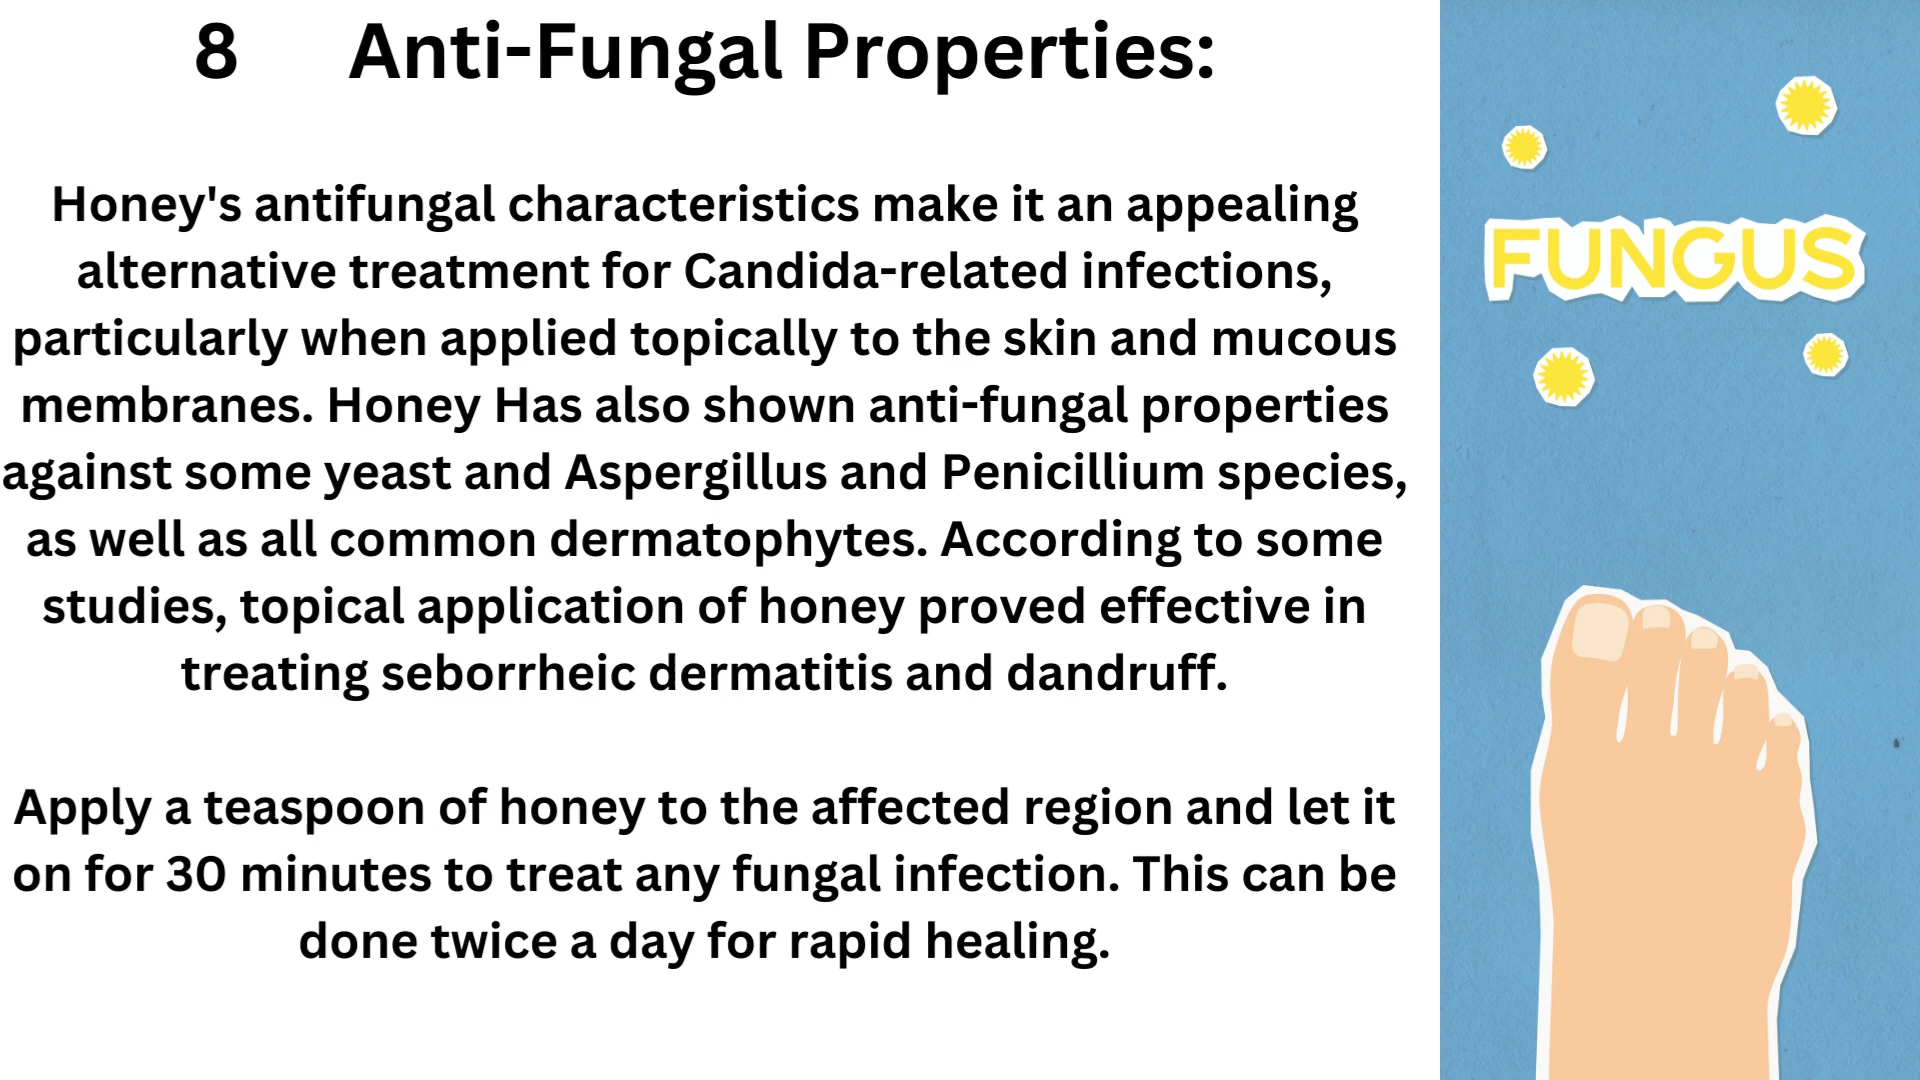 8 Anti-Fungal Properties:
Honey's antifungal characteristics make it an appealing
alternative treatment for Candida-related infections,
particularly when applied topically to the skin and mucous
membranes. Honey Has also shown anti-fungal properties
against some yeast and Aspergillus and Penicillium species,
as well as all common dermatophytes. According to some
studies, topical application of honey proved effective in
treating seborrheic dermatitis and dandruff.
Apply a teaspoon of honey to the affected region and let it
on for 30 minutes to treat any fungal infection. This can be
done twice a day for rapid healing.
FUNGUS